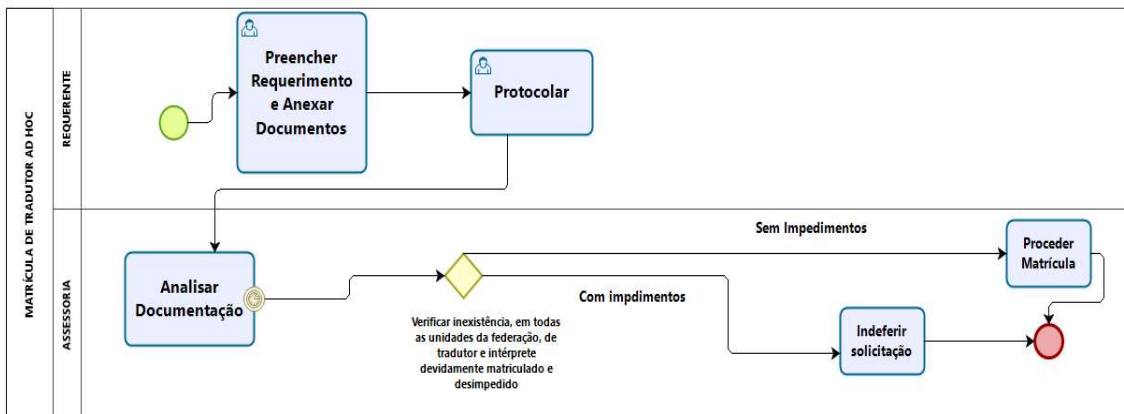 MATRÍCULA DE TRADUTOR AD HOC
REQUERENTE
Preencher
Requerimento
e Anexar
Documentos
Protocolar
ASSESSORIA
Analisar
Documentação
Verificar inexistência, em todas
as unidades da federação, de
tradutor e intérprete
devidamente matriculado e
desimpedido
Sem Impedimentos
Com impdimentos
Proceder
Matrícula
Indeferir
solicitação